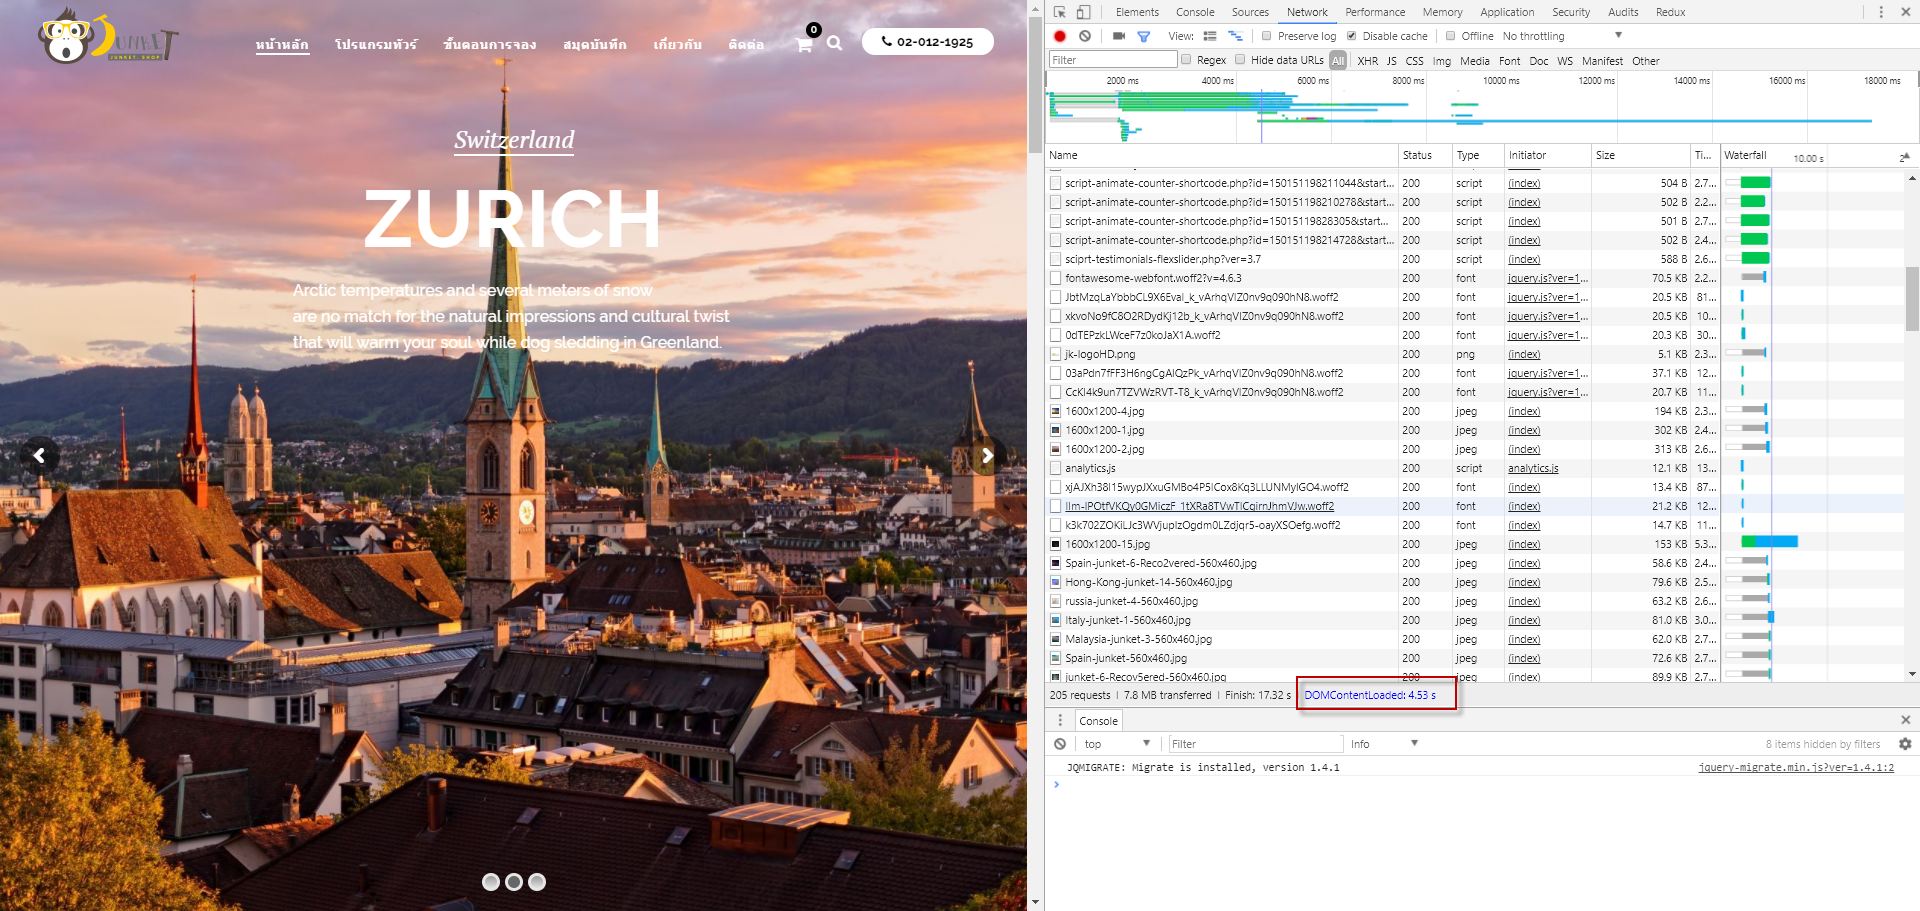 JUNKET
JUNKET.SHOP
หน้าหลัก โปรแกรมทัวร์ ขั้นตอนการจอง สมุดบันทึก เกี่ยวกับ ติดต่อ 0 02-012-1925
Switzerland
ZURICH
Arctic temperatures and several meters of snow
are no match for the natural impressions and cultural twist
that will warm your soul while dog sledding in Greenland.
Elements Console Sources Network Performance Memory Application Security Audits Redux
View: Preserve log Disable cache Offline No throttling
Filter Regex Hide data URLs All XHR JS CSS Img Media Font Doc WS Manifest Other
2000 ms 4000 ms 6000 ms 8000 ms 10000 ms 12000 ms 14000 ms 16000 ms 18000 ms
Name Status Type Initiator Size Ti... Waterfall 10.00 s
script-animate-counter-shortcode.php?id=150151198211044&start... 200 script (index) 504 B 2.7...
script-animate-counter-shortcode.php?id=150151198210278&start... 200 script (index) 502 B 2.2...
script-animate-counter-shortcode.php?id=15015119828305&start... 200 script (index) 501 B 2.7...
script-animate-counter-shortcode.php?id=150151198214728&start... 200 script (index) 502 B 2.4...
sciprt-testimonials-flexslider.php?ver=3.7 200 script (index) 588 B 2.6...
fontawesome-webfont.woff2?v=4.6.3 200 font jquery.js?ver=1... 70.5 KB 2.2...
JbtMzqLaYbbbCL9X6EvaI_k_vArhqVIZ0nv9q090hN8.woff2 200 font jquery.js?ver=1... 20.5 KB 81...
xkvoNo9fC8O2RDydKj12b_k_vArhqVIZ0nv9q090hN8.woff2 200 font jquery.js?ver=1... 20.5 KB 10...
0dTEPzkLWceF7z0koJaX1A.woff2 200 font jquery.js?ver=1... 20.3 KB 30...
jk-logoHD.png 200 png (index) 5.1 KB 2.3...
03aPdn7fFF3H6ngCgAlQzPk_vArhqVIZ0nv9q090hN8.woff2 200 font jquery.js?ver=1... 37.1 KB 12...
CcKI4k9un7TZVWzRVT-T8_k_vArhqVIZ0nv9q090hN8.woff2 200 font jquery.js?ver=1... 20.7 KB 11...
1600x1200-4.jpg 200 jpeg (index) 194 KB 2.3...
1600x1200-1.jpg 200 jpeg (index) 302 KB 2.4...
1600x1200-2.jpg 200 jpeg (index) 313 KB 2.6...
analytics.js 200 script analytics.js 12.1 KB 13...
xjAJXh38I15wypJXxuGMBo4P5ICox8Kq3LLUNMylGO4.woff2 200 font (index) 13.4 KB 87...
IIm-IPOtfVKQy0GMiczF_1tXRa8TVwTICgirnJhmVJw.woff2 200 font (index) 21.2 KB 12...
k3k702ZOKiLJc3WVjuplzOgdm0LZdjqr5-oayXSOefg.woff2 200 font (index) 14.7 KB 11...
1600x1200-15.jpg 200 jpeg (index) 153 KB 5.3...
Spain-junket-6-Reco2vered-560x460.jpg 200 jpeg (index) 58.6 KB 2.4...
Hong-Kong-junket-14-560x460.jpg 200 jpeg (index) 79.6 KB 2.5...
russia-junket-4-560x460.jpg 200 jpeg (index) 63.2 KB 2.6...
Italy-junket-1-560x460.jpg 200 jpeg (index) 81.0 KB 3.0...
Malaysia-junket-3-560x460.jpg 200 jpeg (index) 62.0 KB 2.7...
Spain-junket-560x460.jpg 200 jpeg (index) 72.6 KB 2.7...
junket-6-Recov5ered-560x460.jpg 200 jpeg (index) 89.9 KB 2.7...
205 requests | 7.8 MB transferred | Finish: 17.32 s DOMContentLoaded: 4.53 s
Console
top Filter Info 8 items hidden by filters
JQMIGRATE: Migrate is installed, version 1.4.1 jquery-migrate.min.js?ver=1.4.1:2